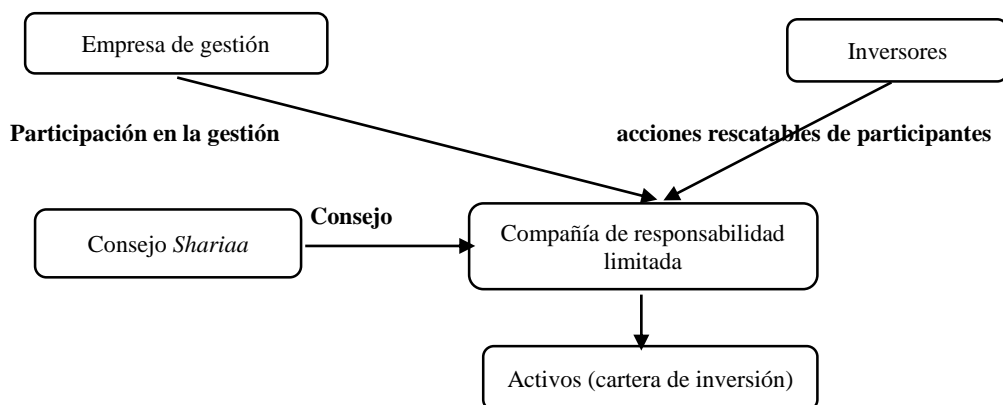 Empresa de gestión
Inversores
Participación en la gestión
acciones rescatables de participantes
Consejo
Consejo Shariaa
Compañía de responsabilidad
limitada
Activos (cartera de inversión)